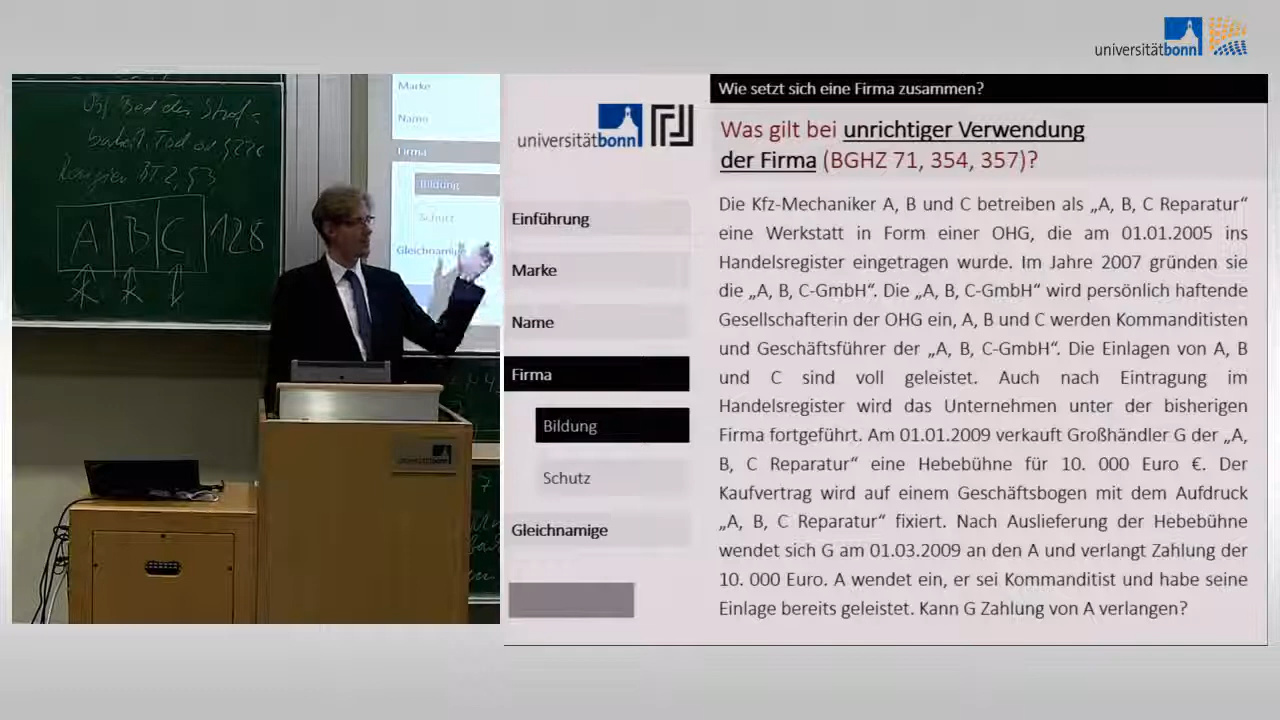 universitätbonn
Marke
Name
Firma
Bildung
Schutz
Gleichnamige
A B C 128
universitätbonn
universitätbonn
Einführung
Marke
Name
Firma
Bildung
Schutz
Gleichnamige
Wie setzt sich eine Firma zusammen?
Was gilt bei unrichtiger Verwendung
der Firma (BGHZ 71, 354, 357)?
Die Kfz-Mechaniker A, B und C betreiben als „A, B, C Reparatur“
eine Werkstatt in Form einer OHG, die am 01.01.2005 ins
Handelsregister eingetragen wurde. Im Jahre 2007 gründen sie
die „A, B, C-GmbH“. Die „A, B, C-GmbH“ wird persönlich haftende
Gesellschafterin der OHG ein, A, B und C werden Kommanditisten
und Geschäftsführer der „A, B, C-GmbH“. Die Einlagen von A, B
und C sind voll geleistet. Auch nach Eintragung im
Handelsregister wird das Unternehmen unter der bisherigen
Firma fortgeführt. Am 01.01.2009 verkauft Großhändler G der „A,
B, C Reparatur“ eine Hebebühne für 10. 000 Euro €. Der
Kaufvertrag wird auf einem Geschäftsbogen mit dem Aufdruck
„A, B, C Reparatur“ fixiert. Nach Auslieferung der Hebebühne
wendet sich G am 01.03.2009 an den A und verlangt Zahlung der
10. 000 Euro. A wendet ein, er sei Kommanditist und habe seine
Einlage bereits geleistet. Kann G Zahlung von A verlangen?